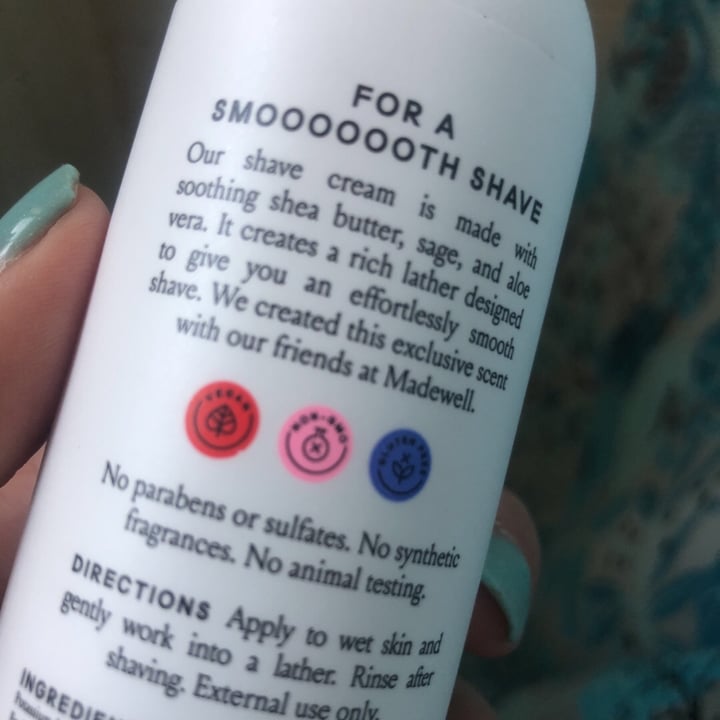 FOR A
SMOOOOOOTH SHAVE
Our shave cream is made with
soothing shea butter, sage, and aloe
vera. It creates a rich lather designed
to give you an effortlessly smooth
shave. We created this exclusive scent
with our friends at Madewell.
VEGAN
NON-GMO
GLUTEN-FREE
No parabens or sulfates. No synthetic
fragrances. No animal testing.
DIRECTIONS Apply to wet skin and
gently work into a lather. Rinse after
shaving. External use only.